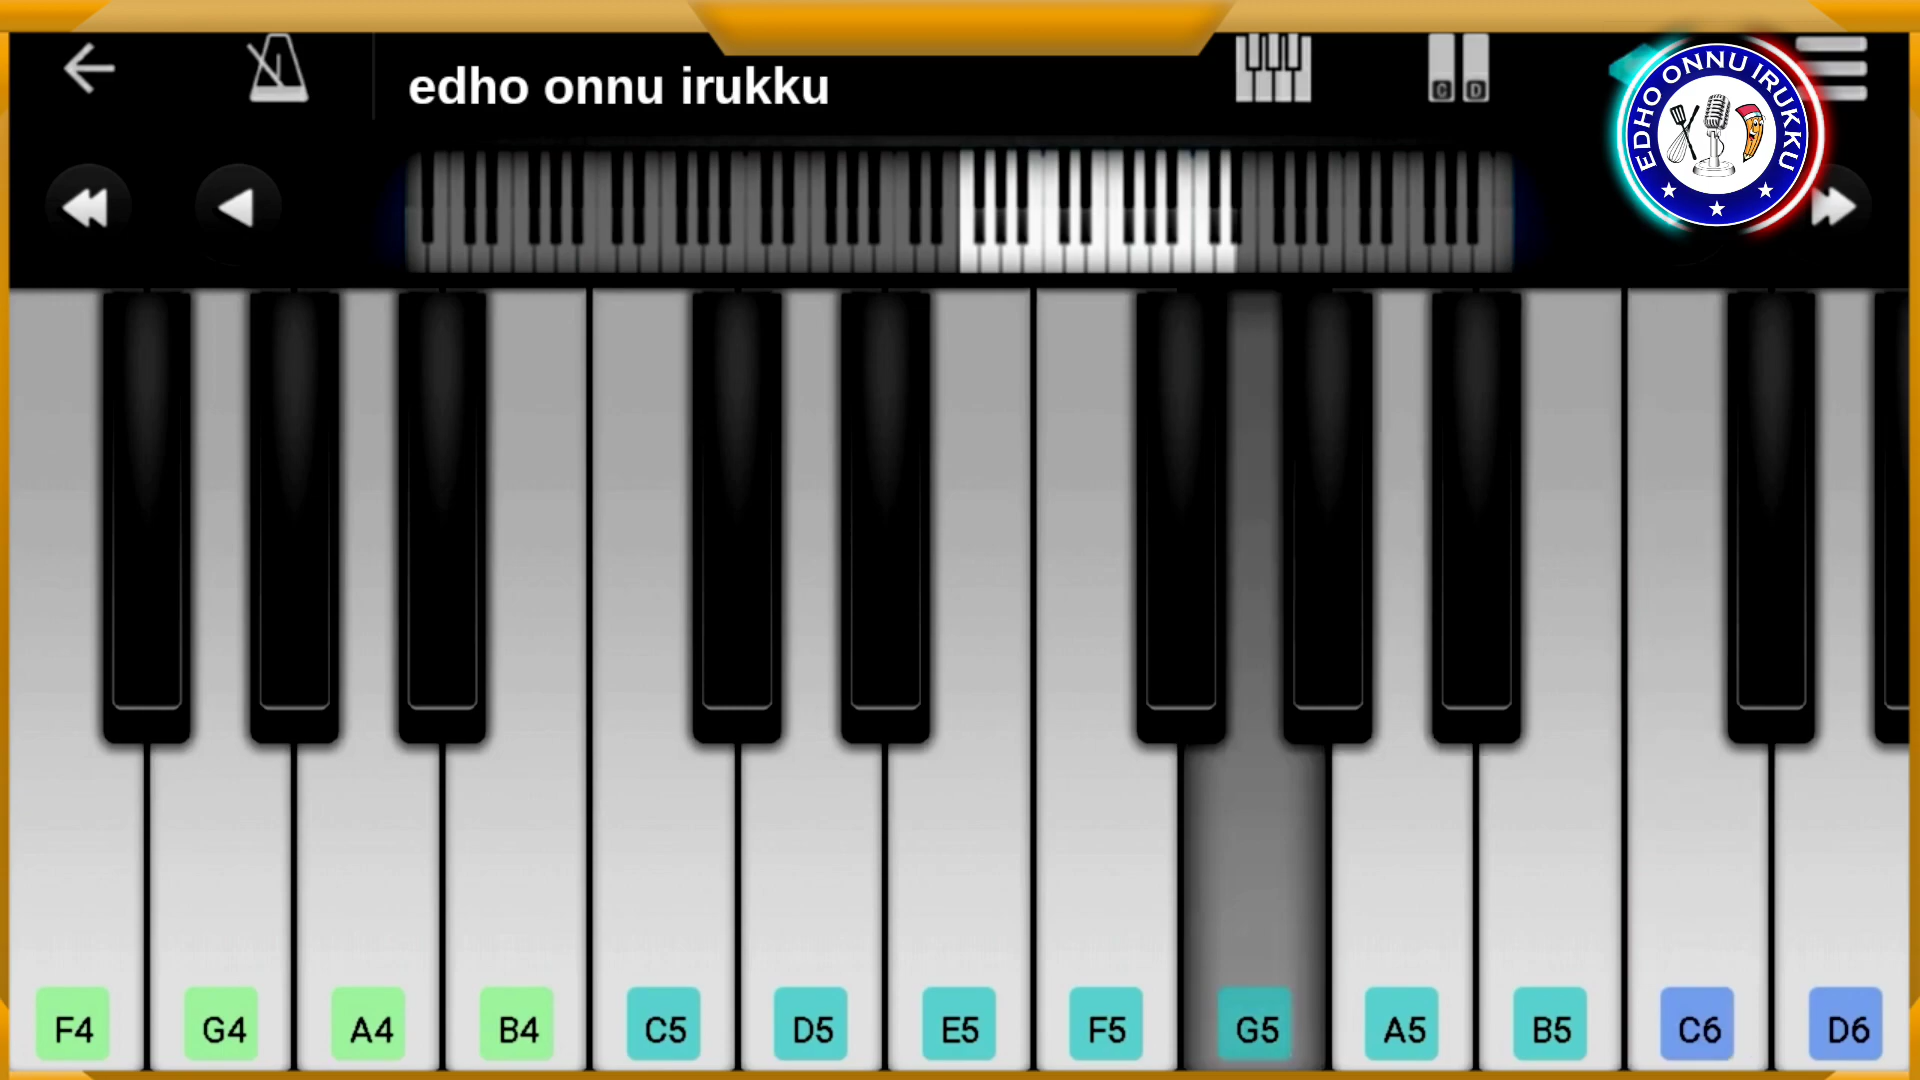 edho onnu irukku
C D
EDHO ONNU IRUKKU
F4 G4 A4 B4 C5 D5 E5 F5 G5 A5 B5 C6 D6